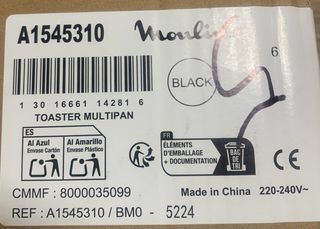 A1545310
Moulin
6
BLACK
1 30 16661 14281 6
TOASTER MULTIPAN
ES
Al Azul
Envase Cartón
Al Amarillo
Envase Plástico
FR
ÉLÉMENTS
D'EMBALLAGE
+ DOCUMENTATION
BAC
DE
TRI
CE
CMMF : 8000035099
Made in China 220-240V~
REF : A1545310 / BM0 - 5224